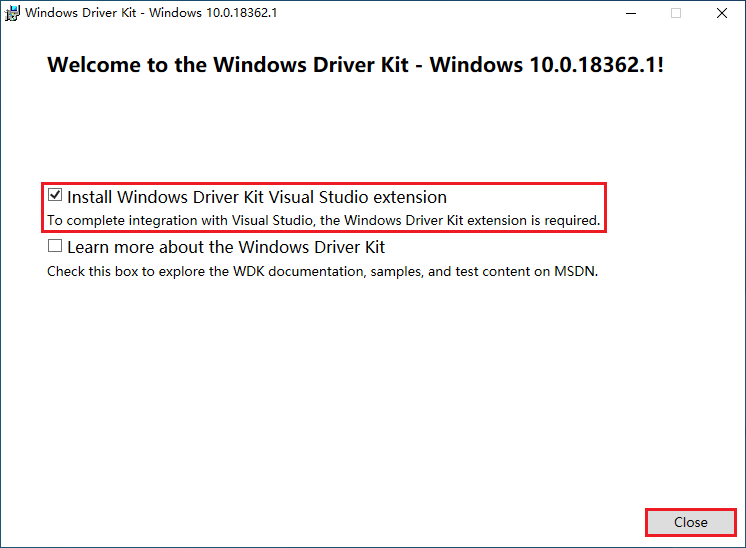 Windows Driver Kit - Windows 10.0.18362.1
Welcome to the Windows Driver Kit - Windows 10.0.18362.1!
Install Windows Driver Kit Visual Studio extension
To complete integration with Visual Studio, the Windows Driver Kit extension is required.
Learn more about the Windows Driver Kit
Check this box to explore the WDK documentation, samples, and test content on MSDN.
Close